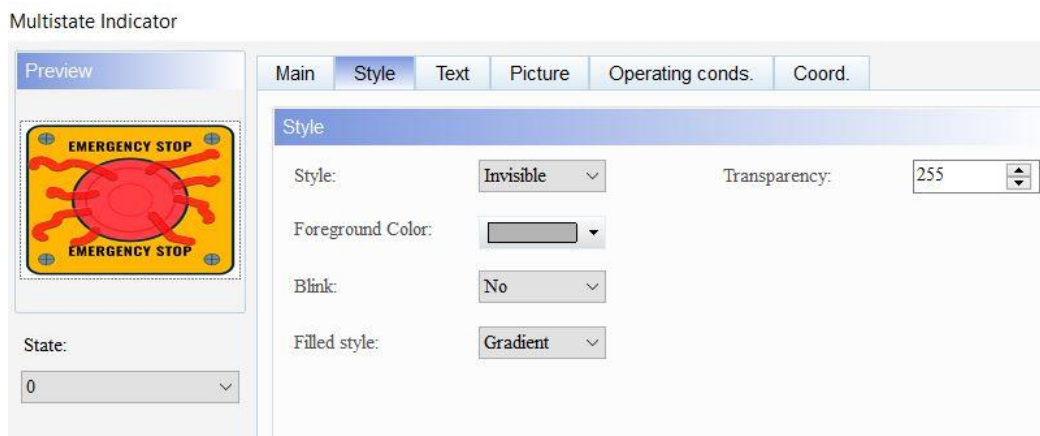 Multistate Indicator
Preview
Main Style Text Picture Operating conds. Coord.
EMERGENCY STOP
EMERGENCY STOP
Style
Style: Invisible Transparency: 255
Foreground Color:
Blink: No
Filled style: Gradient
State:
0